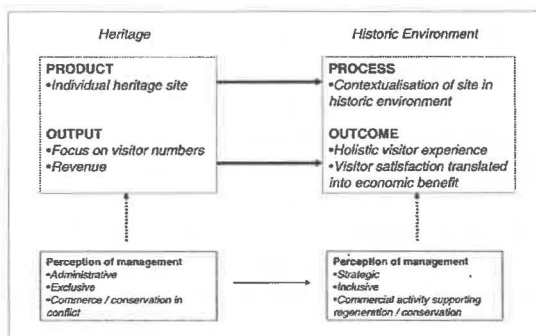 Heritage
Historic Environment
PRODUCT
•Individual heritage site
OUTPUT
•Focus on visitor numbers
•Revenue
PROCESS
•Contextualisation of site in
historic environment
OUTCOME
•Holistic visitor experience
•Visitor satisfaction translated
into economic benefit
Perception of management
•Administrative
•Exclusive
•Commerce / conservation in
conflict
Perception of management
•Strategic
•Inclusive
•Commercial activity supporting
regeneration / conservation